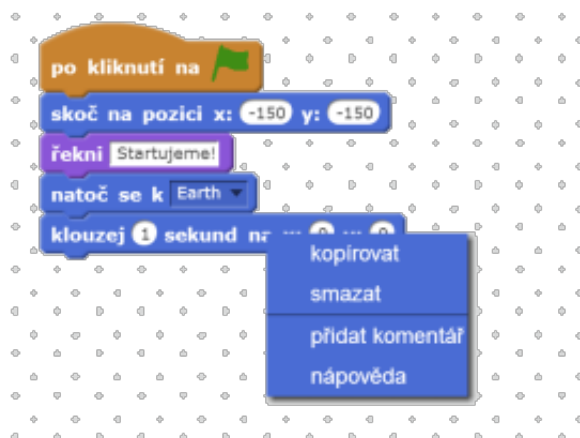 po kliknutí na
skoč na pozici x: -150 y: -150
řekni Startujeme!
natoč se k Earth
klouzej 1 sekund na
kopírovat
smazat
přidat komentář
nápověda